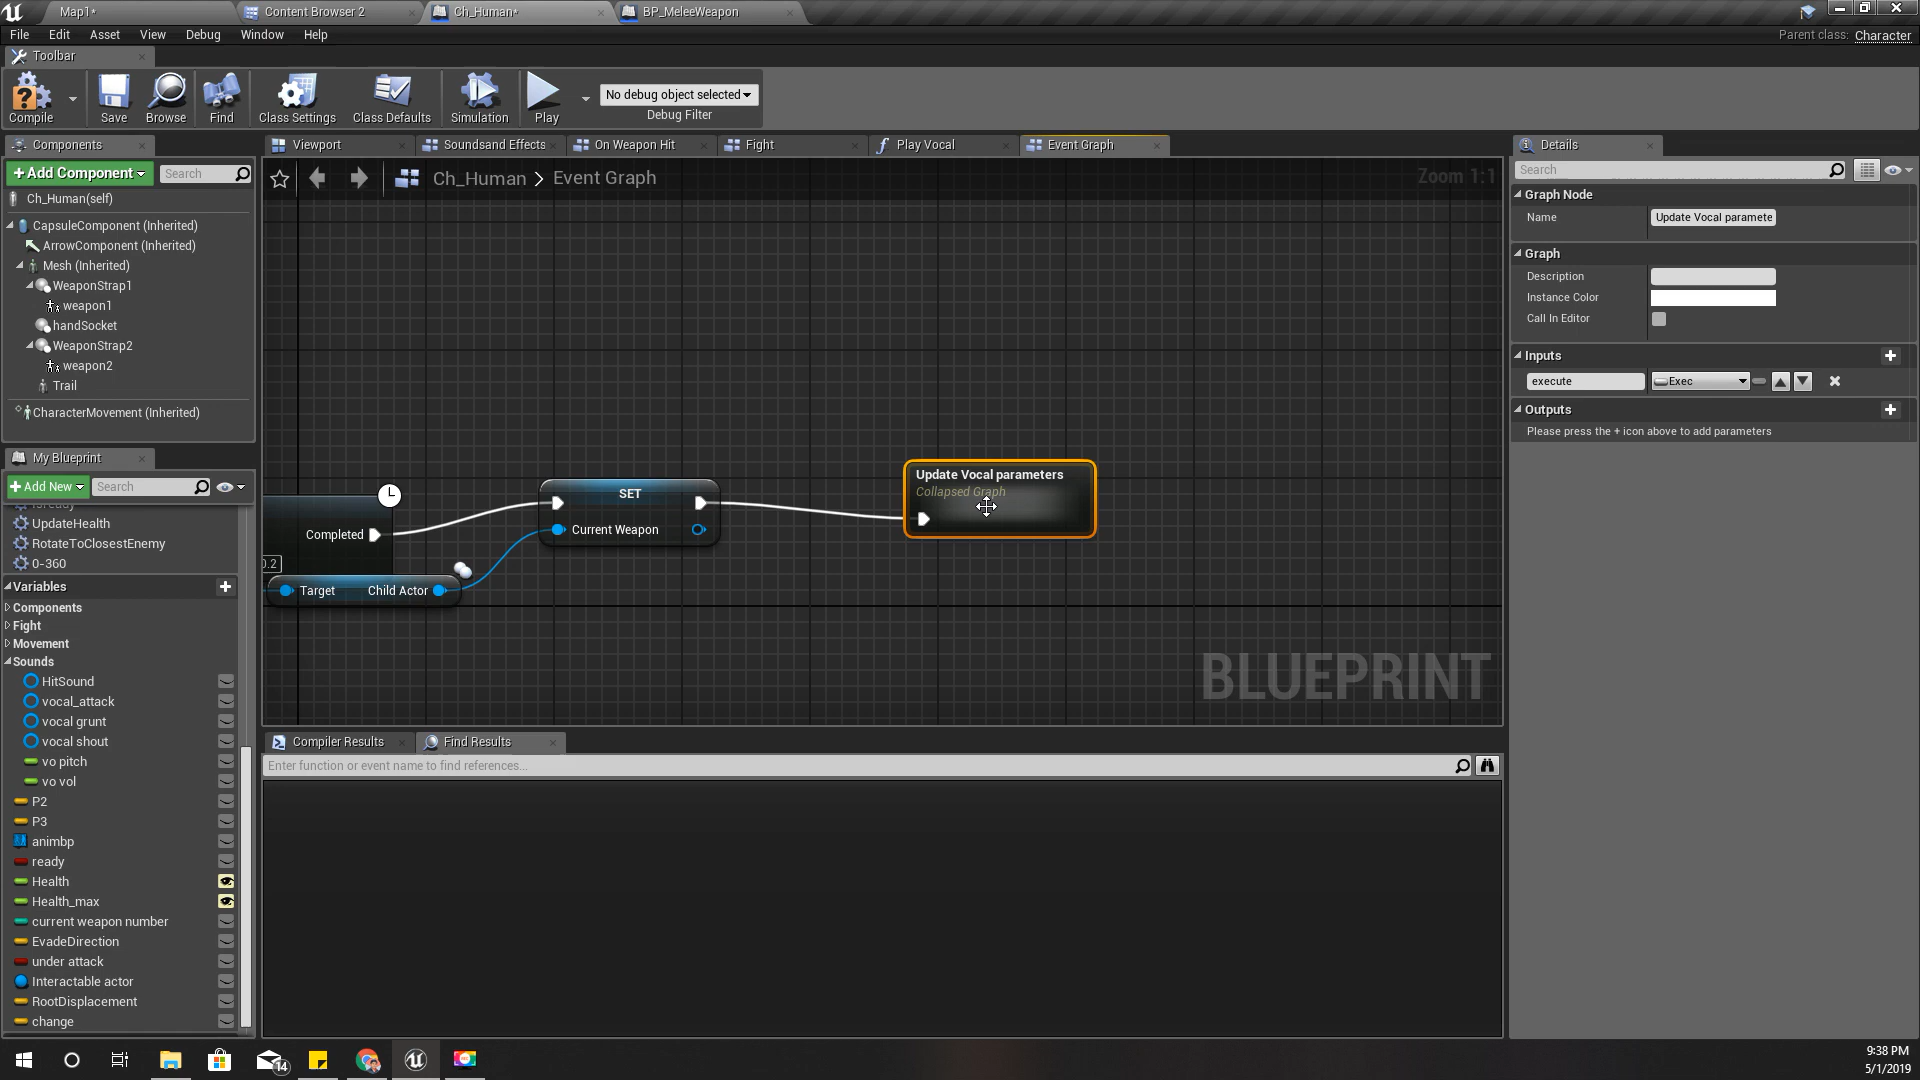 Map1*
Content Browser 2
Ch_Human*
BP_MeleeWeapon
File
Edit
Asset
View
Debug
Window
Help
Parent class: Character
Toolbar
Compile
Save
Browse
Find
Class Settings
Class Defaults
Simulation
Play
No debug object selected
Debug Filter
Components
+Add Component
Search
Ch_Human(self)
CapsuleComponent (Inherited)
ArrowComponent (Inherited)
Mesh (Inherited)
WeaponStrap1
weapon1
handSocket
WeaponStrap2
weapon2
Trail
CharacterMovement (Inherited)
My Blueprint
+Add New
Search
UpdateHealth
RotateToClosestEnemy
0-360
Variables
Components
Fight
Movement
Sounds
HitSound
vocal_attack
vocal grunt
vocal shout
vo pitch
vo vol
P2
P3
animbp
ready
Health
Health_max
current weapon number
EvadeDirection
under attack
Interactable actor
RootDisplacement
change
Viewport
Soundsand Effects
On Weapon Hit
Fight
Play Vocal
Event Graph
Ch_Human > Event Graph
Zoom 1:1
Completed
0.2
Target
Child Actor
SET
Current Weapon
Update Vocal parameters
Collapsed Graph
BLUEPRINT
Compiler Results
Find Results
Enter function or event name to find references...
Details
Search
Graph Node
Name
Update Vocal paramete
Graph
Description
Instance Color
Call In Editor
Inputs
execute
Exec
Outputs
Please press the + icon above to add parameters
14
9:38 PM
5/1/2019